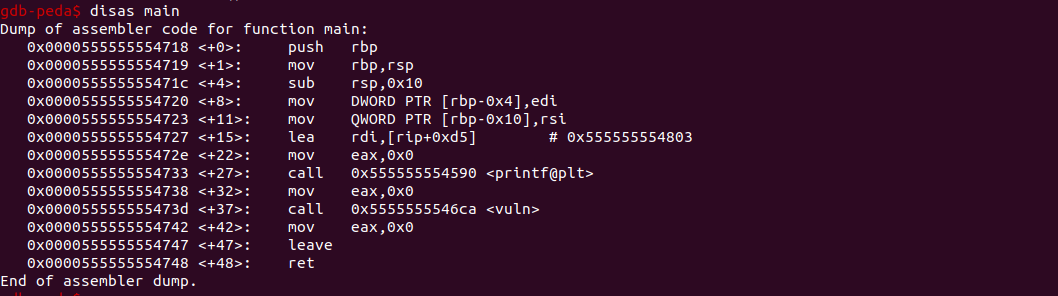 gdb-peda$ disas main
Dump of assembler code for function main:
   0x0000555555554718 <+0>:     push   rbp
   0x0000555555554719 <+1>:     mov    rbp,rsp
   0x000055555555471c <+4>:     sub    rsp,0x10
   0x0000555555554720 <+8>:     mov    DWORD PTR [rbp-0x4],edi
   0x0000555555554723 <+11>:    mov    QWORD PTR [rbp-0x10],rsi
   0x0000555555554727 <+15>:    lea    rdi,[rip+0xd5]        # 0x555555554803
   0x000055555555472e <+22>:    mov    eax,0x0
   0x0000555555554733 <+27>:    call   0x555555554590 <printf@plt>
   0x0000555555554738 <+32>:    mov    eax,0x0
   0x000055555555473d <+37>:    call   0x5555555546ca <vuln>
   0x0000555555554742 <+42>:    mov    eax,0x0
   0x0000555555554747 <+47>:    leave
   0x0000555555554748 <+48>:    ret
End of assembler dump.